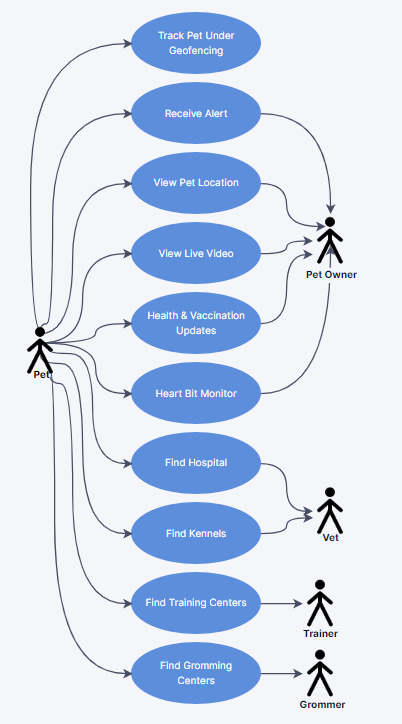 Track Pet Under
Geofencing
Receive Alert
View Pet Location
View Live Video
Pet Owner
Health & Vaccination
Updates
Pet
Heart Bit Monitor
Find Hospital
Find Kennels
Vet
Find Training Centers
Trainer
Find Gromming
Centers
Grommer